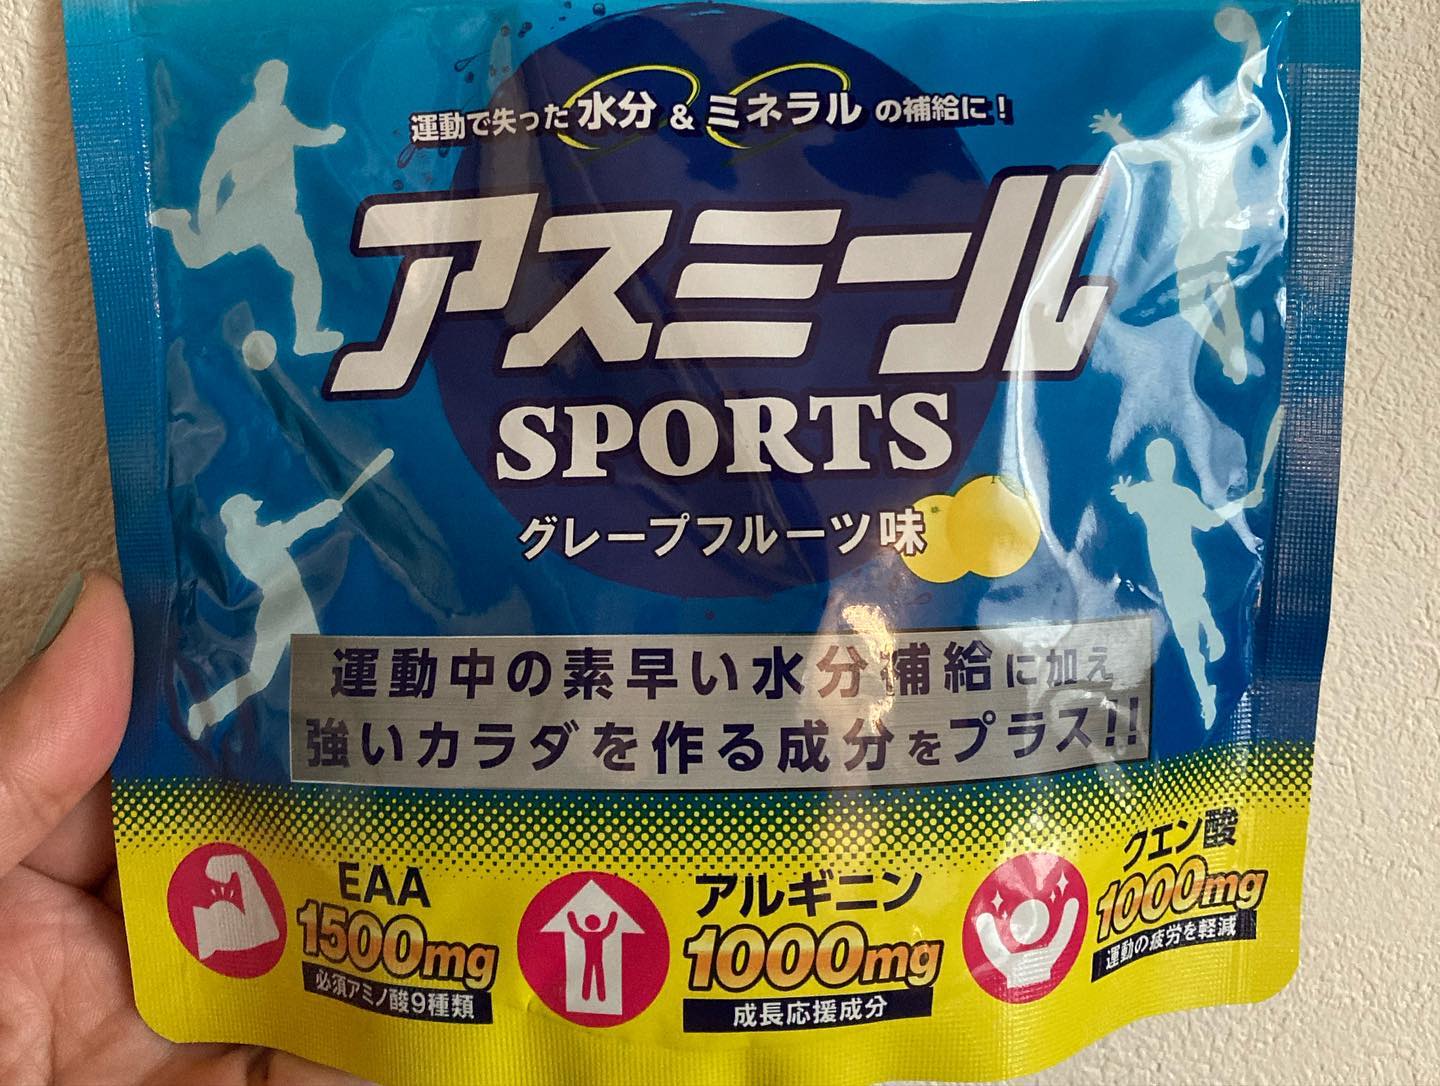 運動で失った水分&ミネラルの補給に!
アスミール
SPORTS
グレープフルーツ味
運動中の素早い水分補給に加え
強いカラダを作る成分をプラス!!
EAA
1500mg
必須アミノ酸9種類
アルギニン
1000mg
成長応援成分
クエン酸
1000mg
運動の疲労を軽減